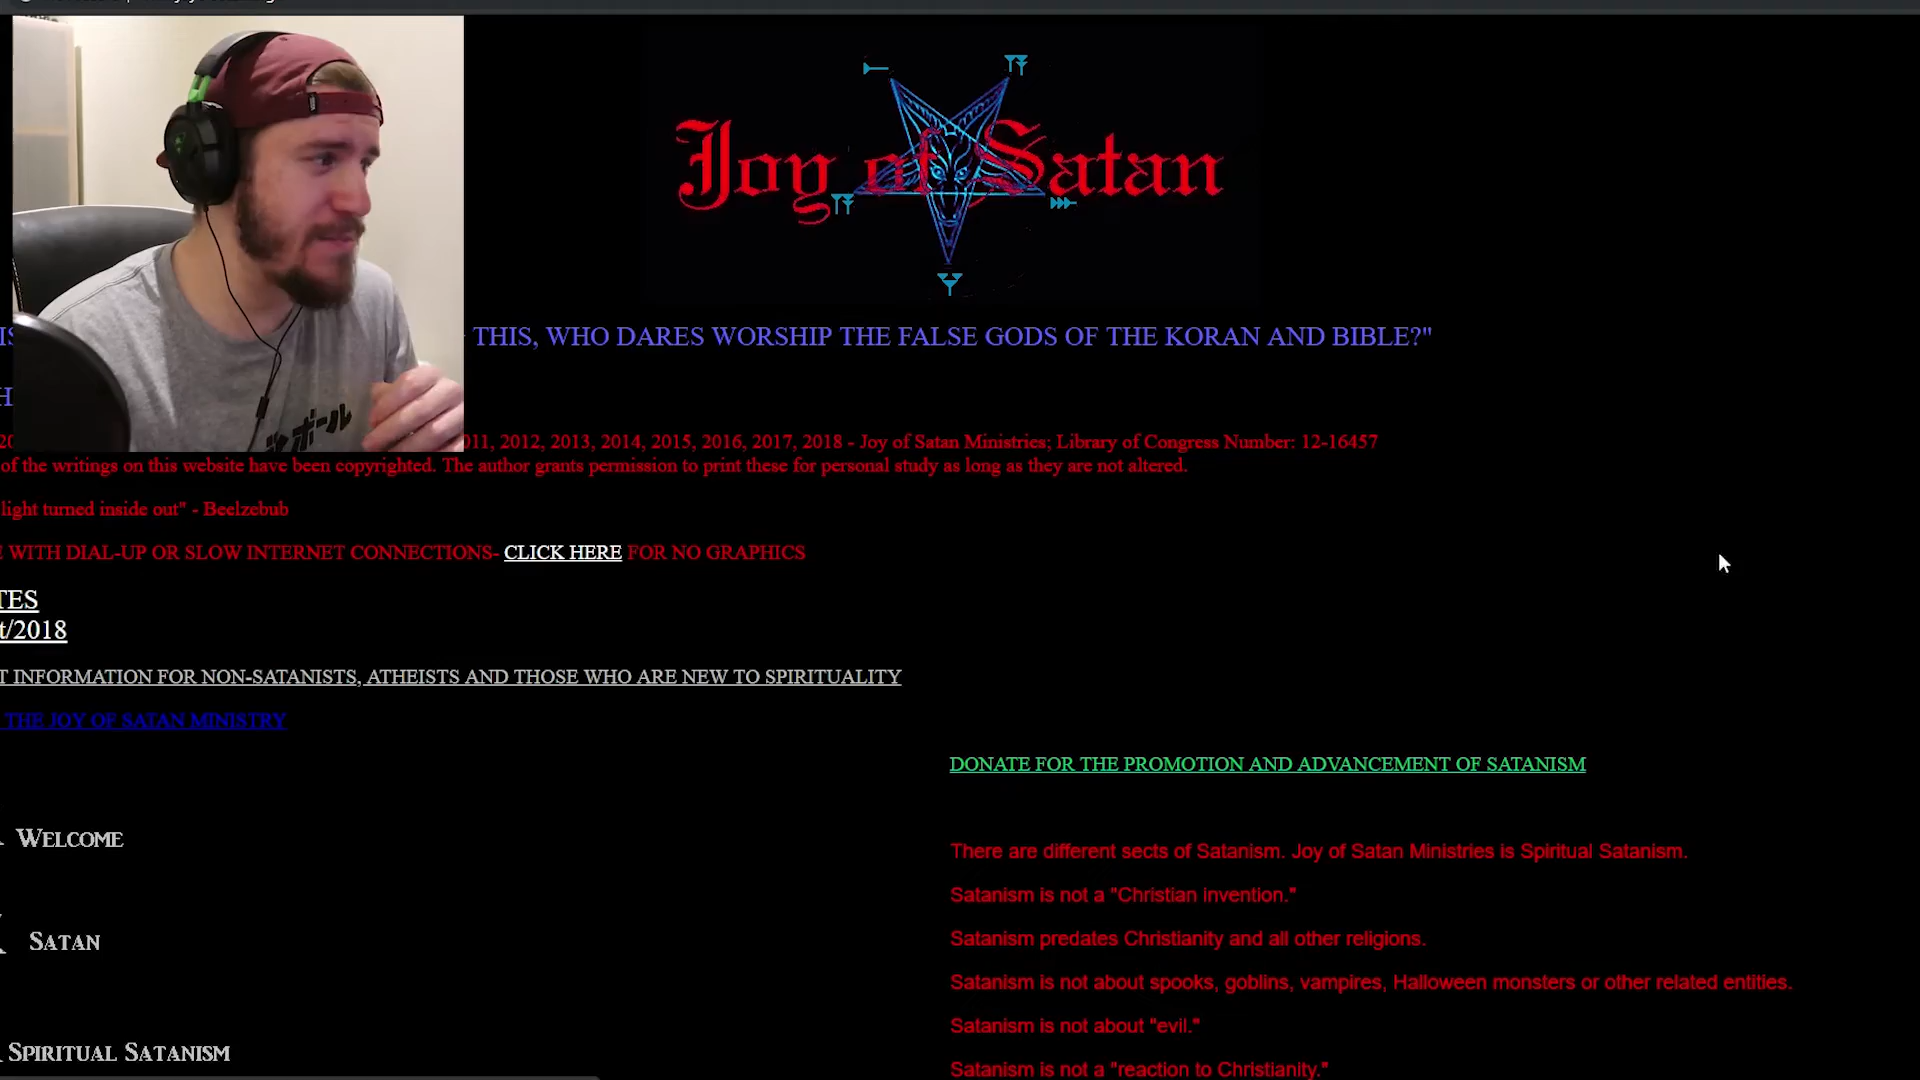 Joy of Satan
THIS, WHO DARES WORSHIP THE FALSE GODS OF THE KORAN AND BIBLE?"
2012, 2013, 2014, 2015, 2016, 2017, 2018 - Joy of Satan Ministries; Library of Congress Number: 12-16457
of the writings on this website have been copyrighted. The author grants permission to print these for personal study as long as they are not altered.
light turned inside out" - Beelzebub
WITH DIAL-UP OR SLOW INTERNET CONNECTIONS- CLICK HERE FOR NO GRAPHICS
TES
t/2018
T INFORMATION FOR NON-SATANISTS, ATHEISTS AND THOSE WHO ARE NEW TO SPIRITUALITY
THE JOY OF SATAN MINISTRY
DONATE FOR THE PROMOTION AND ADVANCEMENT OF SATANISM
WELCOME
There are different sects of Satanism. Joy of Satan Ministries is Spiritual Satanism.
Satanism is not a "Christian invention."
SATAN
Satanism predates Christianity and all other religions.
Satanism is not about spooks, goblins, vampires, Halloween monsters or other related entities.
Satanism is not about "evil."
SPIRITUAL SATANISM
Satanism is not a "reaction to Christianity."